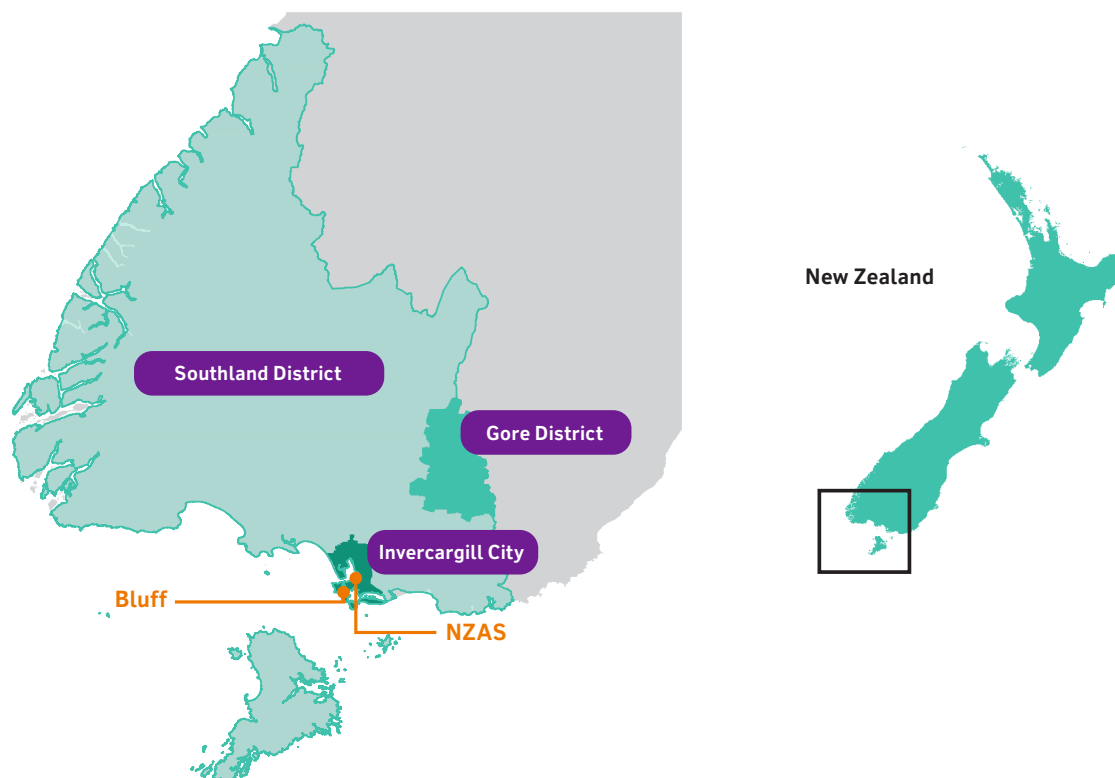 New Zealand
Southland District
Gore District
Invercargill City
Bluff
NZAS